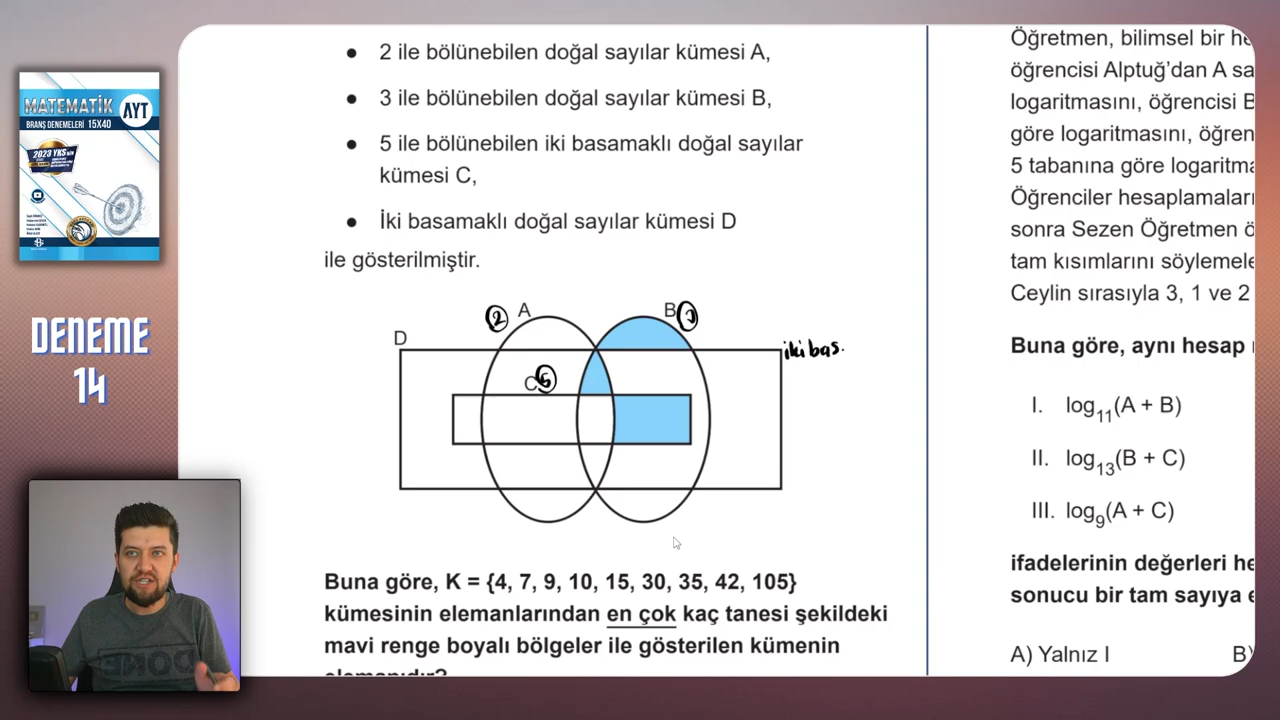 MATEMATİK
AYT
BRANŞ DENEMELERİ 15X40
DENEME
14
• 2 ile bölünebilen doğal sayılar kümesi A,
• 3 ile bölünebilen doğal sayılar kümesi B,
• 5 ile bölünebilen iki basamaklı doğal sayılar
kümesi C,
• İki basamaklı doğal sayılar kümesi D
ile gösterilmiştir.
2 A B 3
D
iki bas.
C 5
Buna göre, K = {4, 7, 9, 10, 15, 30, 35, 42, 105}
kümesinin elemanlarından en çok kaç tanesi şekildeki
mavi renge boyalı bölgeler ile gösterilen kümenin
elemanıdır?
Öğretmen, bilimsel bir he
öğrencisi Alptuğ'dan A sa
logaritmasını, öğrencisi B
göre logaritmasını, öğren
5 tabanına göre logaritma
Öğrenciler hesaplamaları
sonra Sezen Öğretmen ö
tam kısımlarını söylemele
Ceylin sırasıyla 3, 1 ve 2
Buna göre, aynı hesap
I. log11(A + B)
II. log13(B + C)
III. log9(A + C)
ifadelerinin değerleri he
sonucu bir tam sayıya e
A) Yalnız I B)